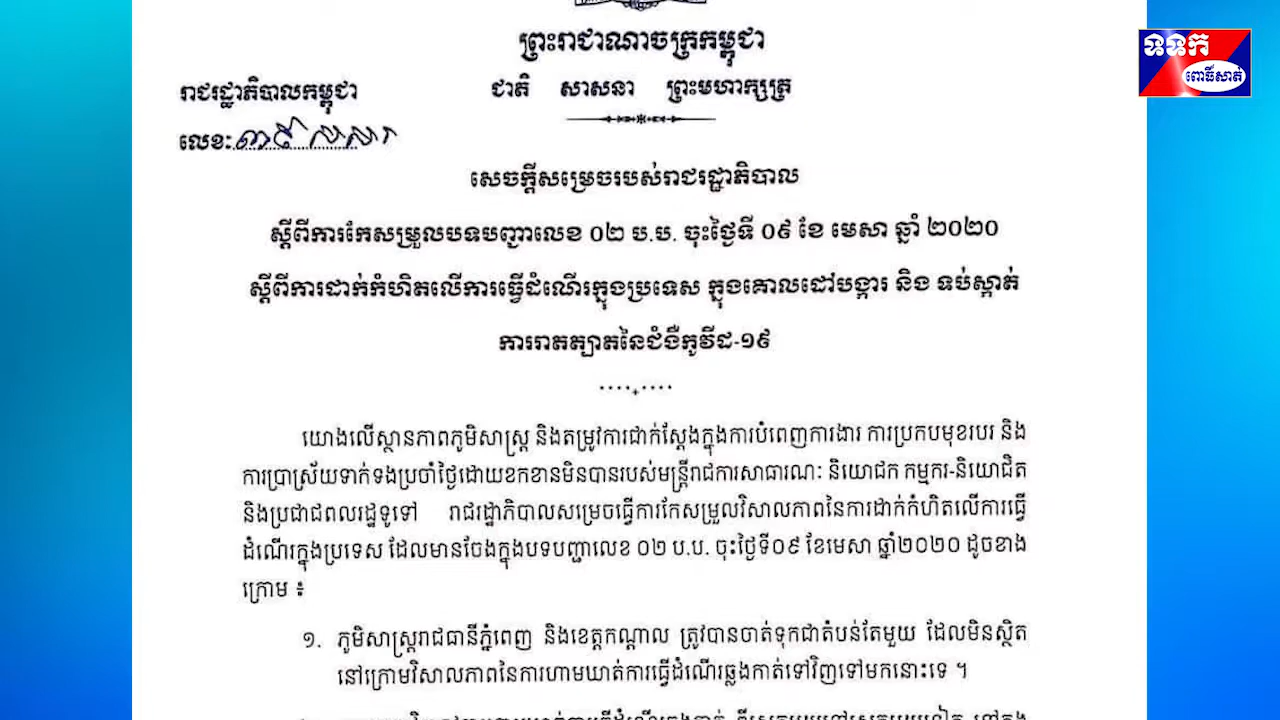 ព្រះរាជាណាចក្រកម្ពុជា
ជាតិ សាសនា ព្រះមហាក្សត្រ
ទទក
ពោធិ៍សាត់
រាជរដ្ឋាភិបាលកម្ពុជា
លេខៈ ៣៥ សសរ
សេចក្តីសម្រេចរបស់រាជរដ្ឋាភិបាល
ស្តីពីការកែសម្រួលបទបញ្ជាលេខ ០២ ប.ប. ចុះថ្ងៃទី ០៩ ខែ មេសា ឆ្នាំ ២០២០
ស្តីពីការដាក់កំហិតលើការធ្វើដំណើរក្នុងប្រទេស ក្នុងគោលដៅបង្ការ និង ទប់ស្កាត់
ការរាតត្បាតនៃជំងឺកូវីដ-១៩
យោងលើស្ថានភាពភូមិសាស្ត្រ និងតម្រូវការជាក់ស្តែងក្នុងការបំពេញការងារ ការប្រកបមុខរបរ និង
ការប្រាស្រ័យទាក់ទងប្រចាំថ្ងៃដោយខកខានមិនបានរបស់មន្ត្រីរាជការសាធារណៈ និយោជក កម្មករ-និយោជិត
និងប្រជាជពលរដ្ឋទូទៅ រាជរដ្ឋាភិបាលសម្រេចធ្វើការកែសម្រួលវិសាលភាពនៃការដាក់កំហិតលើការធ្វើ
ដំណើរក្នុងប្រទេស ដែលមានចែងក្នុងបទបញ្ជាលេខ ០២ ប.ប. ចុះថ្ងៃទី០៩ ខែមេសា ឆ្នាំ២០២០ ដូចខាង
ក្រោម ៖
១. ភូមិសាស្ត្ររាជធានីភ្នំពេញ និងខេត្តកណ្តាល ត្រូវបានចាត់ទុកជាតំបន់តែមួយ ដែលមិនស្ថិត
នៅក្រោមវិសាលភាពនៃការហាមឃាត់ការធ្វើដំណើរឆ្លងកាត់ទៅវិញទៅមកនោះទេ ។